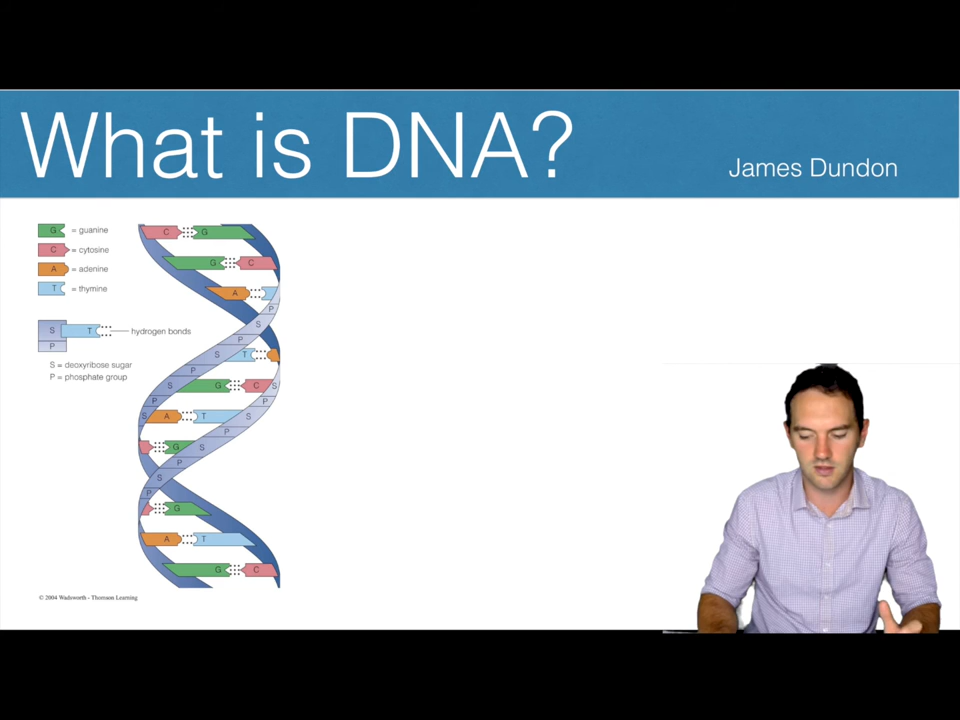 What is DNA?
James Dundon
G = guanine
C = cytosine
A = adenine
T = thymine
S T hydrogen bonds
P
S = deoxyribose sugar
P = phosphate group
C G
G C
A
P
S
P
S T
P
S G C S
P P
S A T S
P
G S
P
S
P
G
A T
G C
© 2004 Wadsworth - Thomson Learning